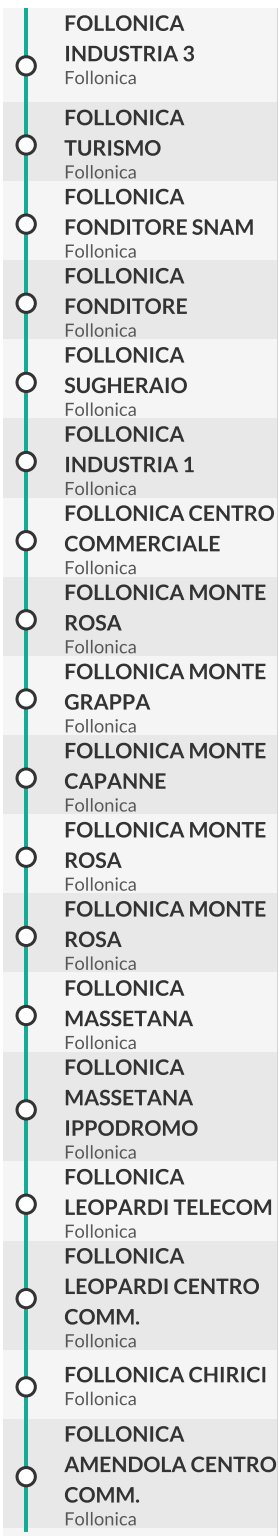 FOLLONICA
INDUSTRIA 3
Follonica
FOLLONICA
TURISMO
Follonica
FOLLONICA
FONDITORE SNAM
Follonica
FOLLONICA
FONDITORE
Follonica
FOLLONICA
SUGHERAIO
Follonica
FOLLONICA
INDUSTRIA 1
Follonica
FOLLONICA CENTRO
COMMERCIALE
Follonica
FOLLONICA MONTE
ROSA
Follonica
FOLLONICA MONTE
GRAPPA
Follonica
FOLLONICA MONTE
CAPANNE
Follonica
FOLLONICA MONTE
ROSA
Follonica
FOLLONICA MONTE
ROSA
Follonica
FOLLONICA
MASSETANA
Follonica
FOLLONICA
MASSETANA
IPPODROMO
Follonica
FOLLONICA
LEOPARDI TELECOM
Follonica
FOLLONICA
LEOPARDI CENTRO
COMM.
Follonica
FOLLONICA CHIRICI
Follonica
FOLLONICA
AMENDOLA CENTRO
COMM.
Follonica